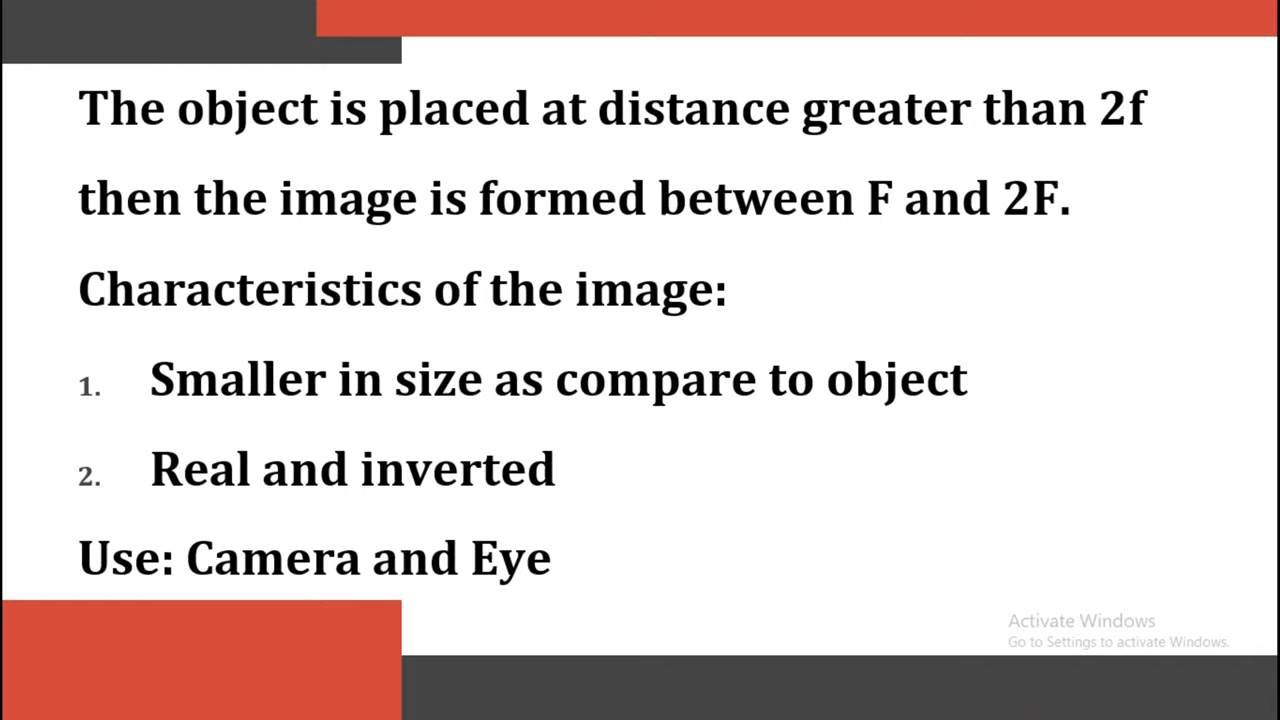 The object is placed at distance greater than 2f
then the image is formed between F and 2F.
Characteristics of the image:
1. Smaller in size as compare to object
2. Real and inverted
Use: Camera and Eye
Activate Windows
Go to Settings to activate Windows.